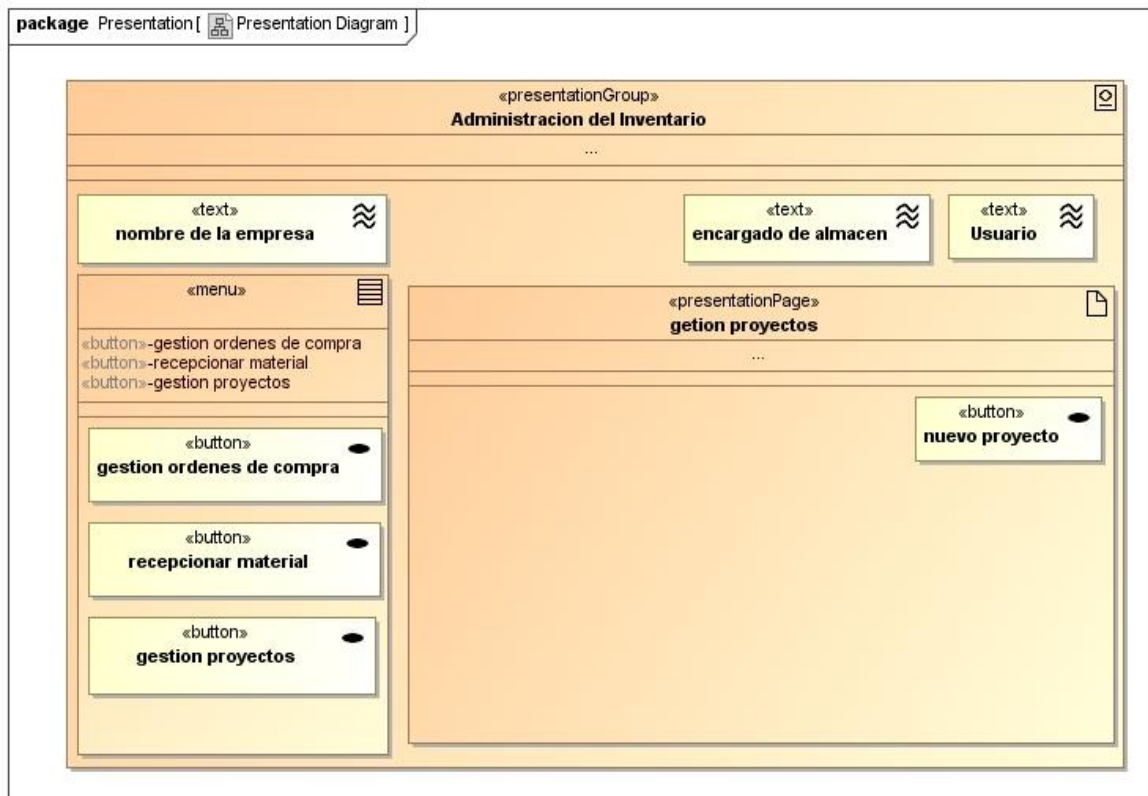 package Presentation [ Presentation Diagram ]
«presentationGroup»
Administracion del Inventario
...
«text»
nombre de la empresa
«text»
encargado de almacen
«text»
Usuario
«menu»
«button»-gestion ordenes de compra
«button»-recepcionar material
«button»-gestion proyectos
«button»
gestion ordenes de compra
«button»
recepcionar material
«button»
gestion proyectos
«presentationPage»
getion proyectos
...
«button»
nuevo proyecto